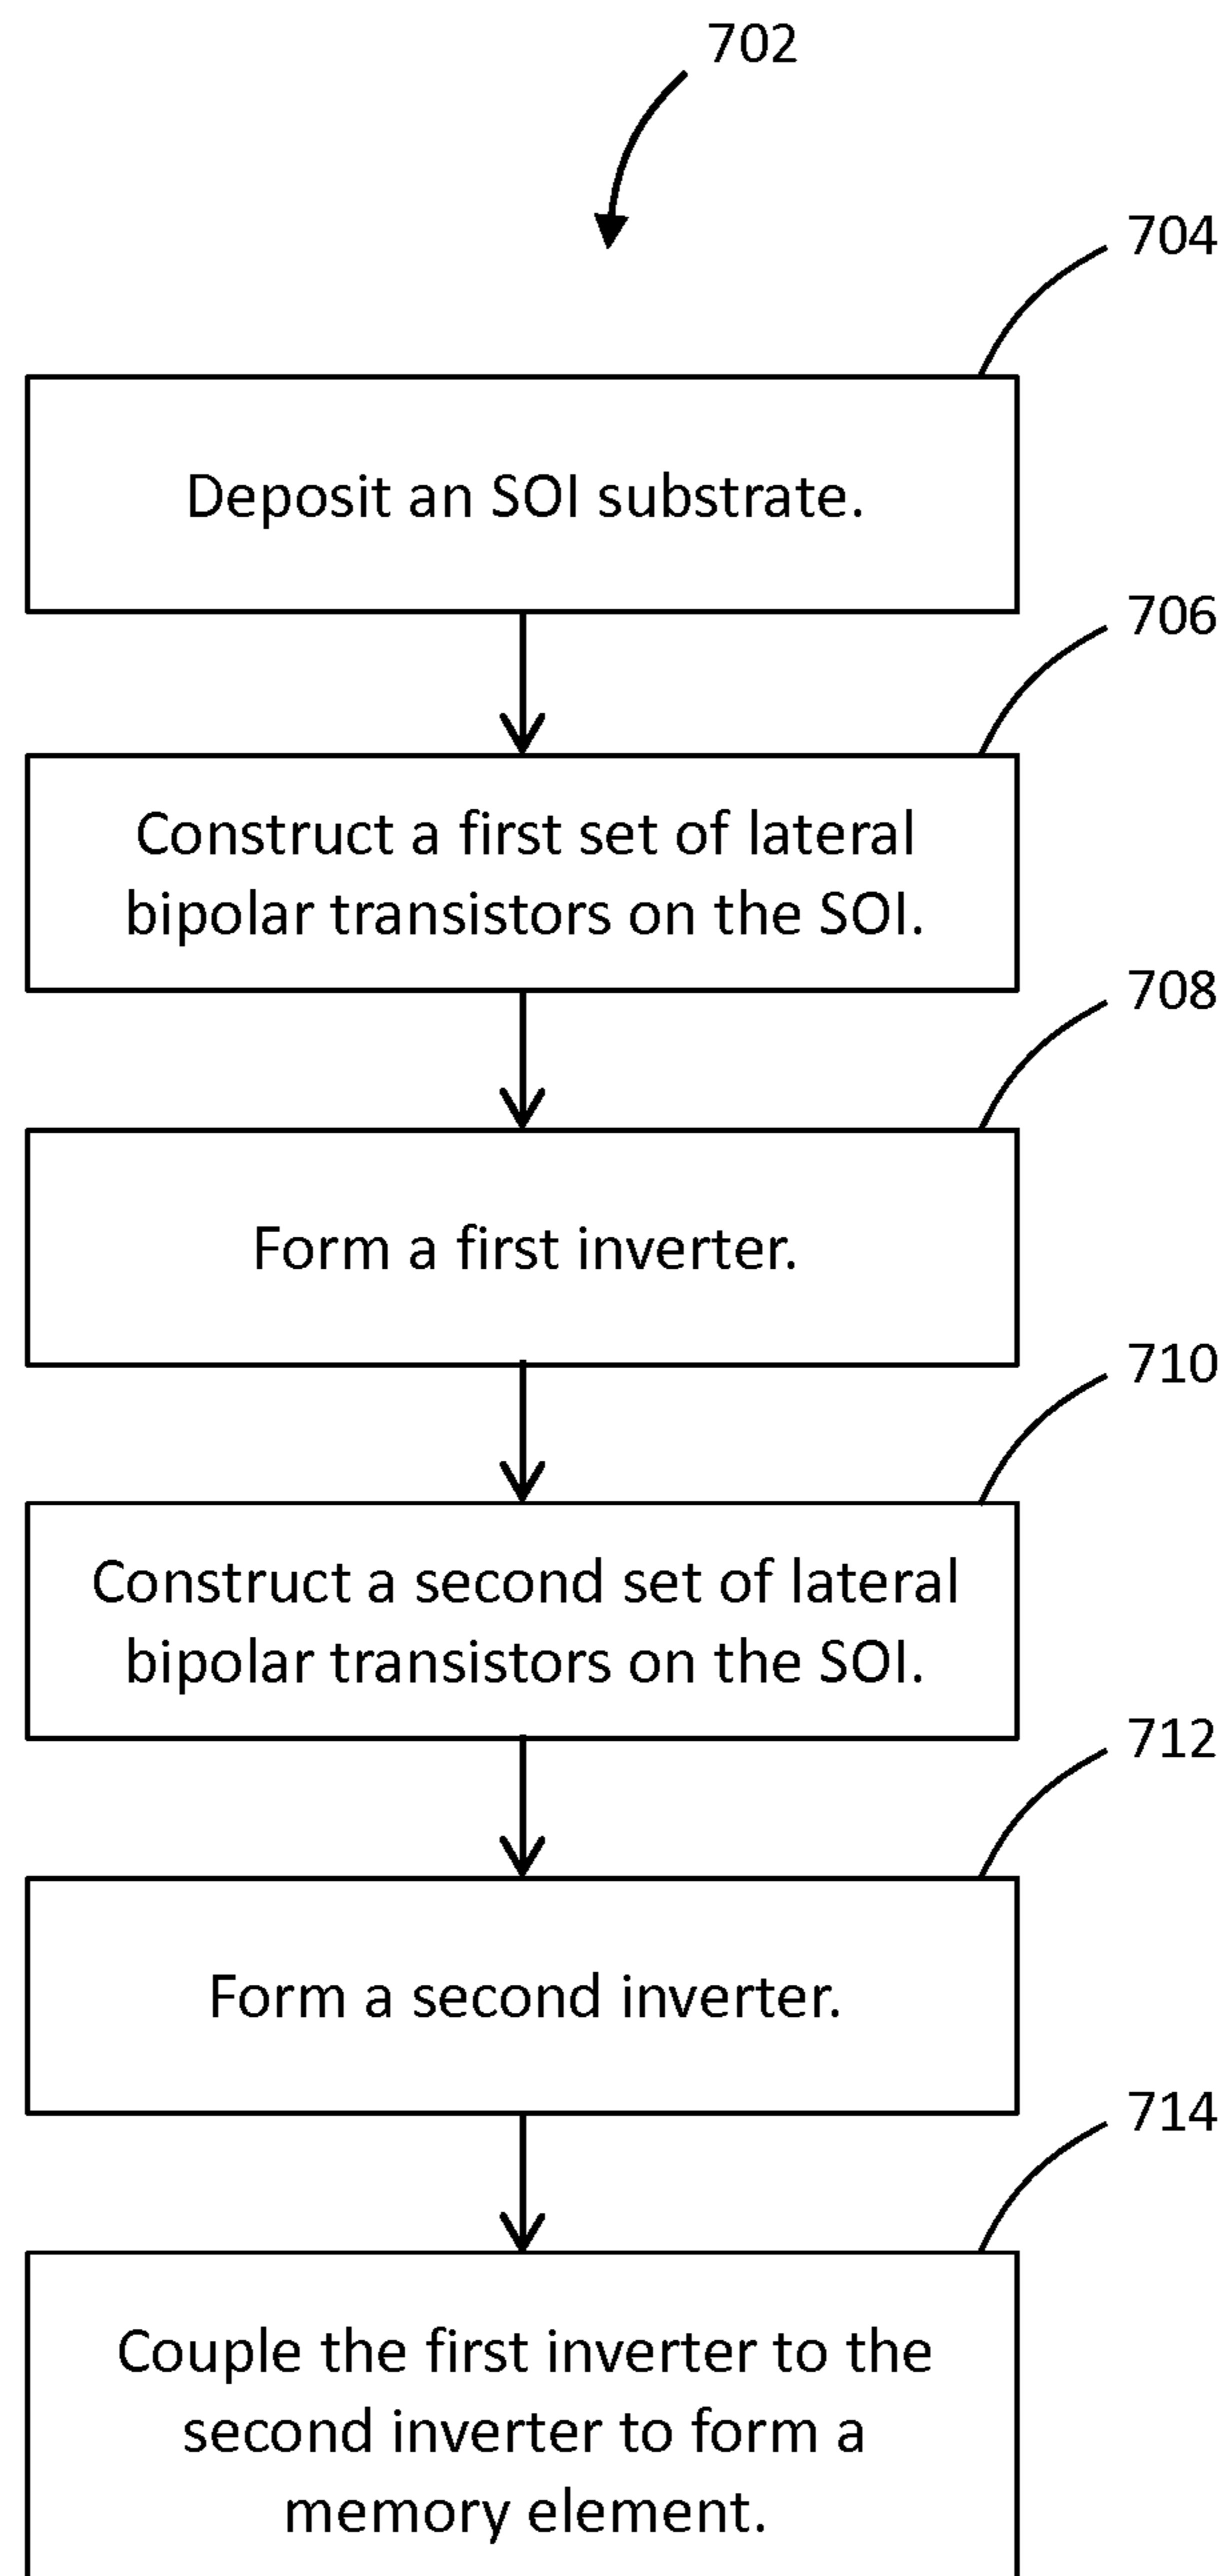 702
704
Deposit an SOI substrate.
706
Construct a first set of lateral
bipolar transistors on the SOI.
708
Form a first inverter.
710
Construct a second set of lateral
bipolar transistors on the SOI.
712
Form a second inverter.
714
Couple the first inverter to the
second inverter to form a
memory element.